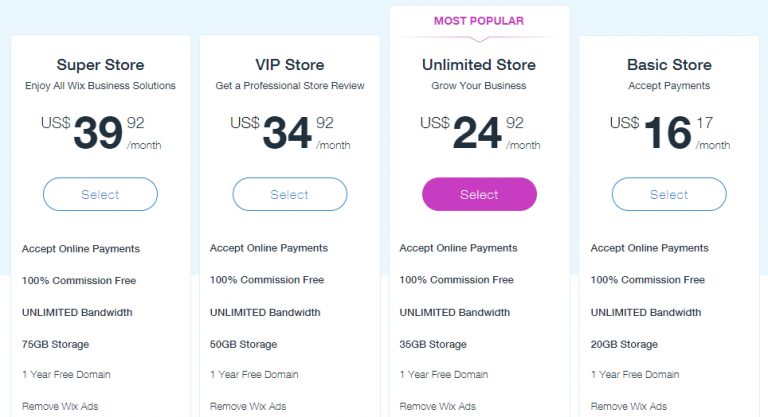 MOST POPULAR
Super Store
Enjoy All Wix Business Solutions
US$ 39 92 /month
Select
Accept Online Payments
100% Commission Free
UNLIMITED Bandwidth
75GB Storage
1 Year Free Domain
Remove Wix Ads
VIP Store
Get a Professional Store Review
US$ 34 92 /month
Select
Accept Online Payments
100% Commission Free
UNLIMITED Bandwidth
50GB Storage
1 Year Free Domain
Remove Wix Ads
Unlimited Store
Grow Your Business
US$ 24 92 /month
Select
Accept Online Payments
100% Commission Free
UNLIMITED Bandwidth
35GB Storage
1 Year Free Domain
Remove Wix Ads
Basic Store
Accept Payments
US$ 16 17 /month
Select
Accept Online Payments
100% Commission Free
UNLIMITED Bandwidth
20GB Storage
1 Year Free Domain
Remove Wix Ads